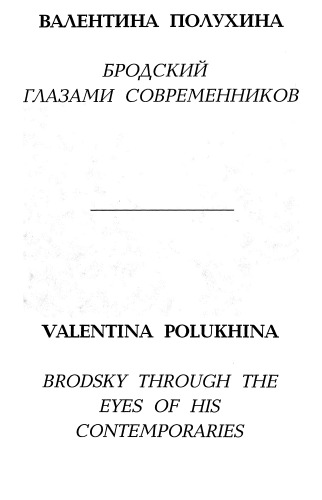 ВАЛЕНТИНА ПОЛУХИНА
БРОДСКИЙ
ГЛАЗАМИ СОВРЕМЕННИКОВ
VALENTINA POLUKHINA
BRODSKY THROUGH THE
EYES OF HIS
CONTEMPORARIES